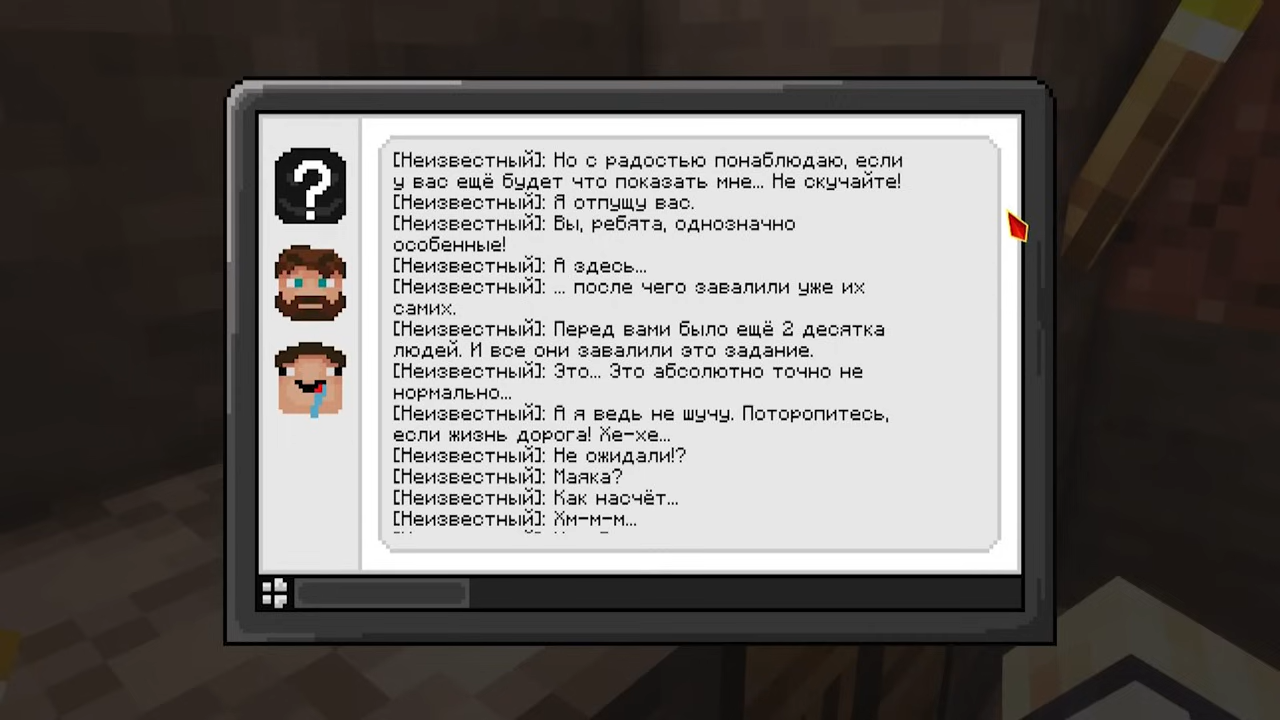 [Неизвестный]: Но с радостью понаблюдаю, если
у вас ещё будет что показать мне... Не скучайте!
[Неизвестный]: Я отпущу вас.
[Неизвестный]: Вы, ребята, однозначно
особенные!
[Неизвестный]: А здесь...
[Неизвестный]: ... после чего завалили уже их
самих.
[Неизвестный]: Перед вами было ещё 2 десятка
людей. И все они завалили это задание.
[Неизвестный]: Это... Это абсолютно точно не
нормально...
[Неизвестный]: А я ведь не шучу. Поторопитесь,
если жизнь дорога! Хе-хе...
[Неизвестный]: Не ожидали!?
[Неизвестный]: Маяка?
[Неизвестный]: Как насчёт...
[Неизвестный]: Хм-м-м...